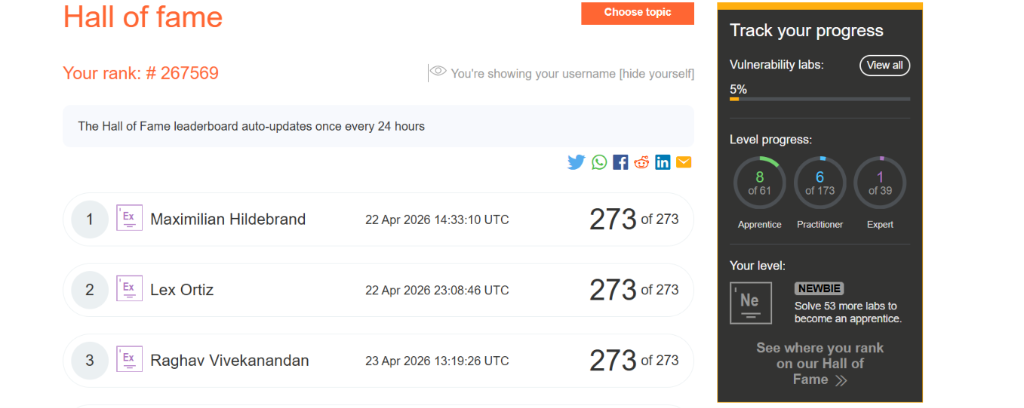 Hall of fame
Choose topic
Your rank: # 267569
You're showing your username [hide yourself]
The Hall of Fame leaderboard auto-updates once every 24 hours
1 Ex Maximilian Hildebrand 22 Apr 2026 14:33:10 UTC 273 of 273
2 Ex Lex Ortiz 22 Apr 2026 23:08:46 UTC 273 of 273
3 Ex Raghav Vivekanandan 23 Apr 2026 13:19:26 UTC 273 of 273
Track your progress
Vulnerability labs: View all
5%
Level progress:
8 6 1
of 61 of 173 of 39
Apprentice Practitioner Expert
Your level:
Ne
NEWBIE
Solve 53 more labs to
become an apprentice.
See where you rank
on our Hall of
Fame